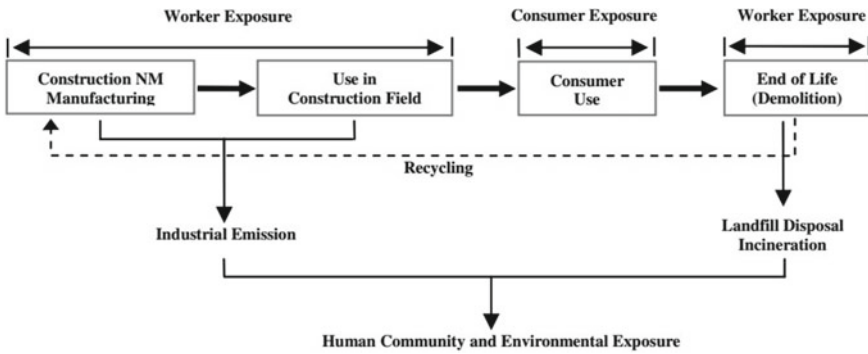 Worker Exposure
Consumer Exposure
Worker Exposure
Construction NM
Manufacturing
Use in
Construction Field
Consumer
Use
End of Life
(Demolition)
Recycling
Industrial Emission
Landfill Disposal
Incineration
Human Community and Environmental Exposure